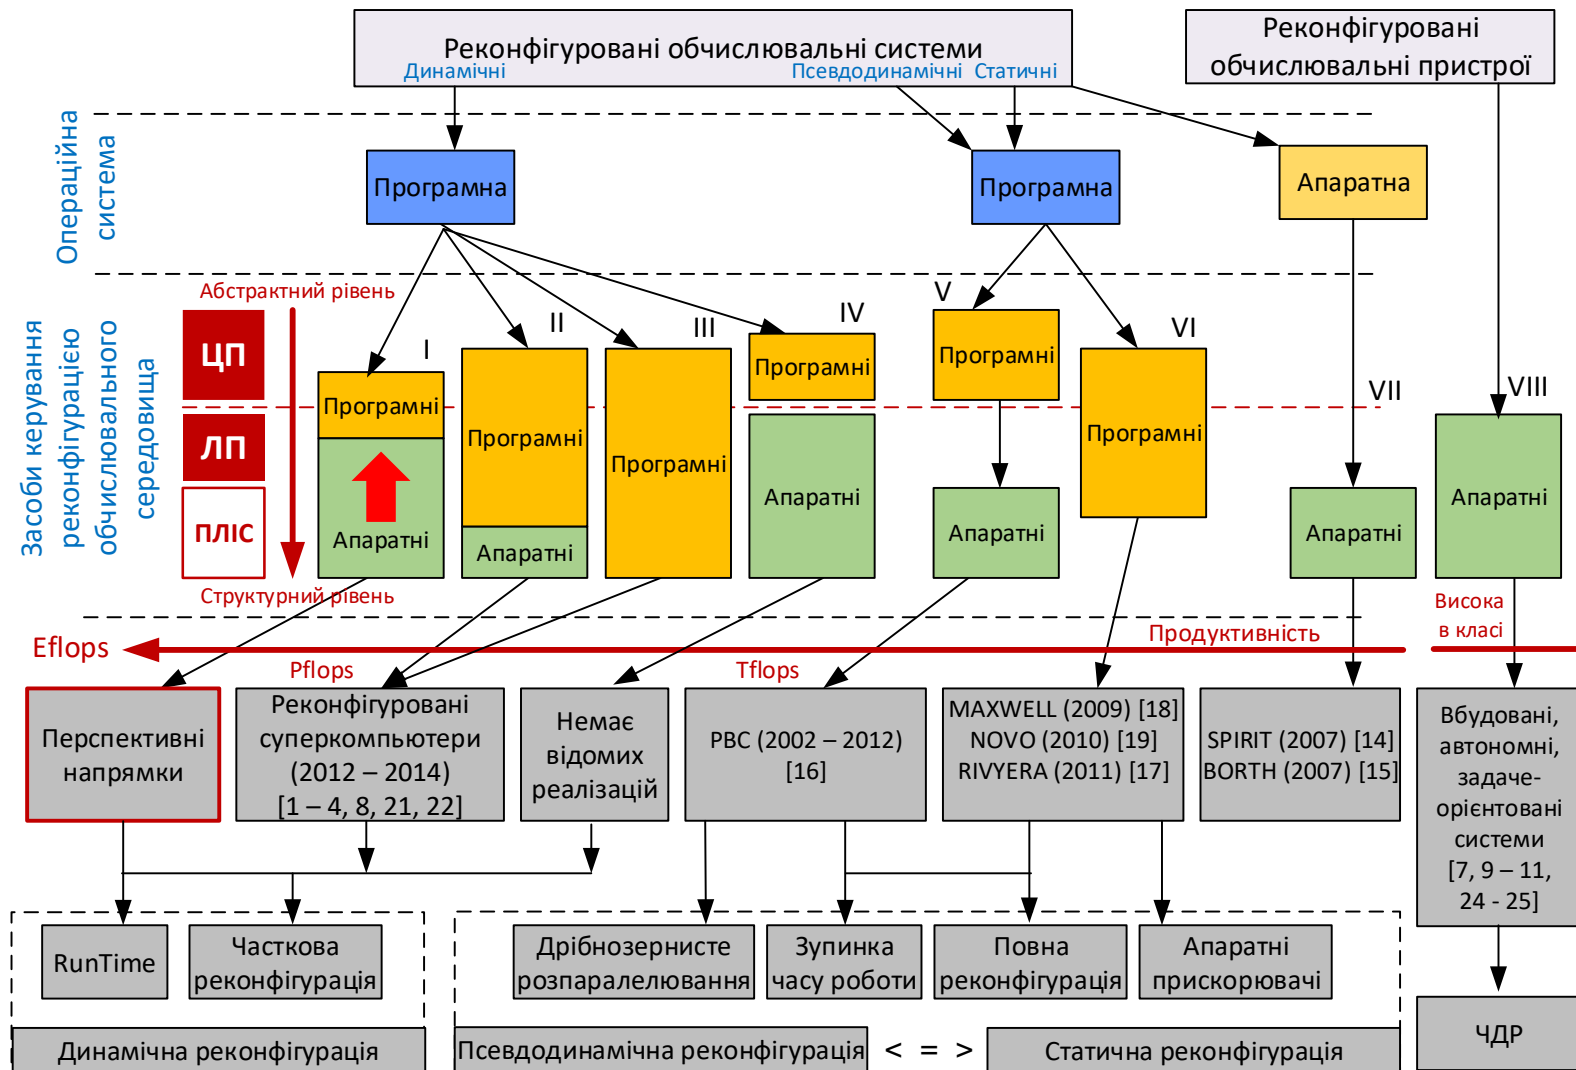 Реконфігуровані обчислювальні системи
Динамічні
Псевдодинамічні
Статичні
Реконфігуровані
обчислювальні пристрої
Операційна
система
Програмна
Програмна
Апаратна
Засоби керування
реконфігурацією
обчислювального
середовища
Абстрактний рівень
ЦП
ЛП
ПЛІС
Структурний рівень
I
Програмні
Апаратні
II
Програмні
Апаратні
III
Програмні
IV
Програмні
Апаратні
V
Програмні
Апаратні
VI
Програмні
VII
Апаратні
VIII
Апаратні
Eflops
Pflops
Tflops
Продуктивність
Висока
в класі
Перспективні
напрямки
Реконфігуровані
суперкомпьютери
(2012 – 2014)
[1 – 4, 8, 21, 22]
Немає
відомих
реалізацій
РВС (2002 – 2012)
[16]
MAXWELL (2009) [18]
NOVO (2010) [19]
RIVYERA (2011) [17]
SPIRIT (2007) [14]
BORTH (2007) [15]
Вбудовані,
автономні,
задаче-
орієнтовані
системи
[7, 9 – 11,
24 - 25]
RunTime
Часткова
реконфігурація
Дрібнозернисте
розпаралелювання
Зупинка
часу роботи
Повна
реконфігурація
Апаратні
прискорювачі
Динамічна реконфігурація
Псевдодинамічна реконфігурація
< = >
Статична реконфігурація
ЧДР